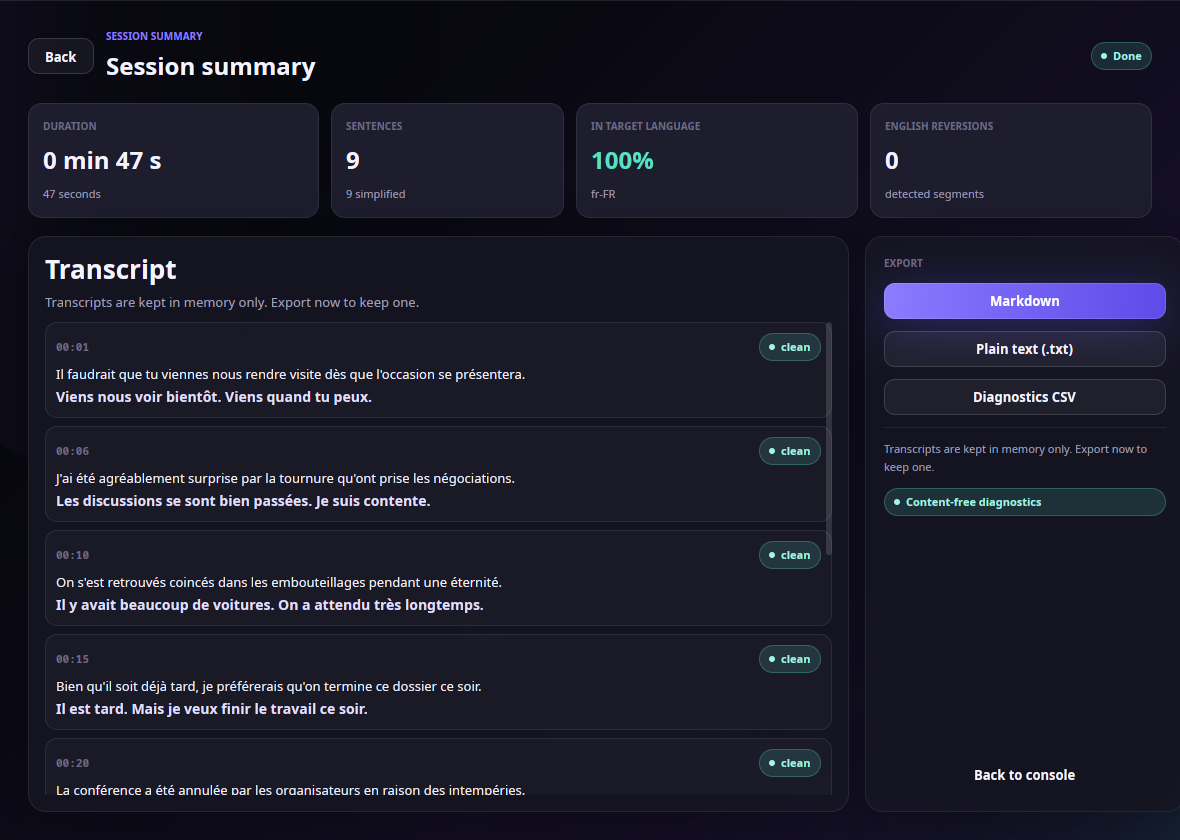 Back
SESSION SUMMARY
Session summary
Done
DURATION
0 min 47 s
47 seconds
SENTENCES
9
9 simplified
IN TARGET LANGUAGE
100%
fr-FR
ENGLISH REVERSIONS
0
detected segments
Transcript
Transcripts are kept in memory only. Export now to keep one.
00:01
clean
Il faudrait que tu viennes nous rendre visite dès que l'occasion se présentera.
Viens nous voir bientôt. Viens quand tu peux.
00:06
clean
J'ai été agréablement surprise par la tournure qu'ont prise les négociations.
Les discussions se sont bien passées. Je suis contente.
00:10
clean
On s'est retrouvés coincés dans les embouteillages pendant une éternité.
Il y avait beaucoup de voitures. On a attendu très longtemps.
00:15
clean
Bien qu'il soit déjà tard, je préférerais qu'on termine ce dossier ce soir.
Il est tard. Mais je veux finir le travail ce soir.
00:20
clean
La conférence a été annulée par les organisateurs en raison des intempéries.
EXPORT
Markdown
Plain text (.txt)
Diagnostics CSV
Transcripts are kept in memory only. Export now to
keep one.
Content-free diagnostics
Back to console